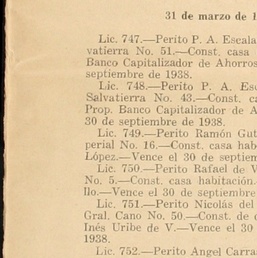 31 de marzo de
Lic. 747.—Perito P. A. Escala
vatierra No. 51.—Const. casa
Banco Capitalizador de Ahorros
septiembre de 1938.
Lic. 748.—Perito P. A. Esc
Salvatierra No. 43.—Const. ca
Prop. Banco Capitalizador de A
30 de septiembre de 1938.
Lic. 749.—Perito Ramón Gut
perial No. 16.—Const. casa hab
López.—Vence el 30 de septiem
Lic. 750.—Perito Rafael de V
No. 5.—Const. casa habitación.
llo.—Vence el 30 de septiembre
Lic. 751.—Perito Nicolás del
Gral. Cano No. 50.—Const. de c
Inés Uribe de V.—Vence el 30
1938.
Lic. 752.—Perito Angel Carra